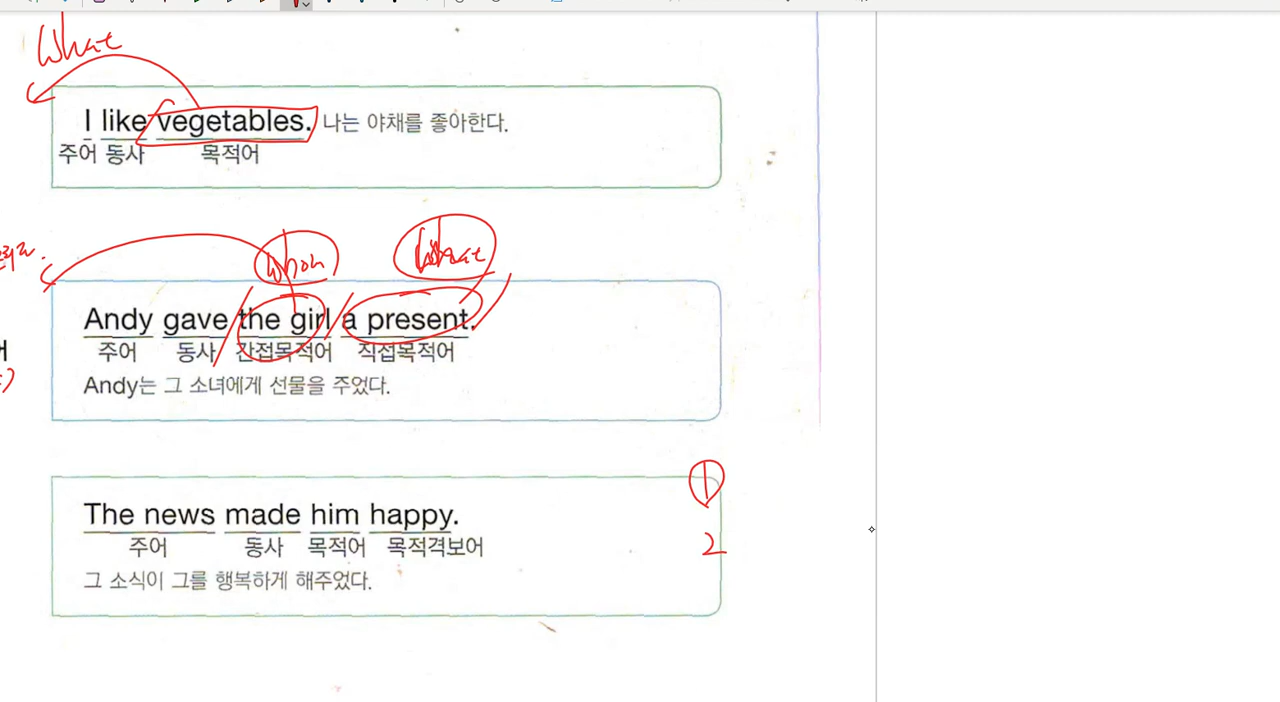 What
I like vegetables. 나는 야채를 좋아한다.
주어 동사 목적어
whom what
Andy gave the girl a present.
주어 동사 간접목적어 직접목적어
Andy는 그 소녀에게 선물을 주었다.
①
The news made him happy.
2
주어 동사 목적어 목적격보어
그 소식이 그를 행복하게 해주었다.